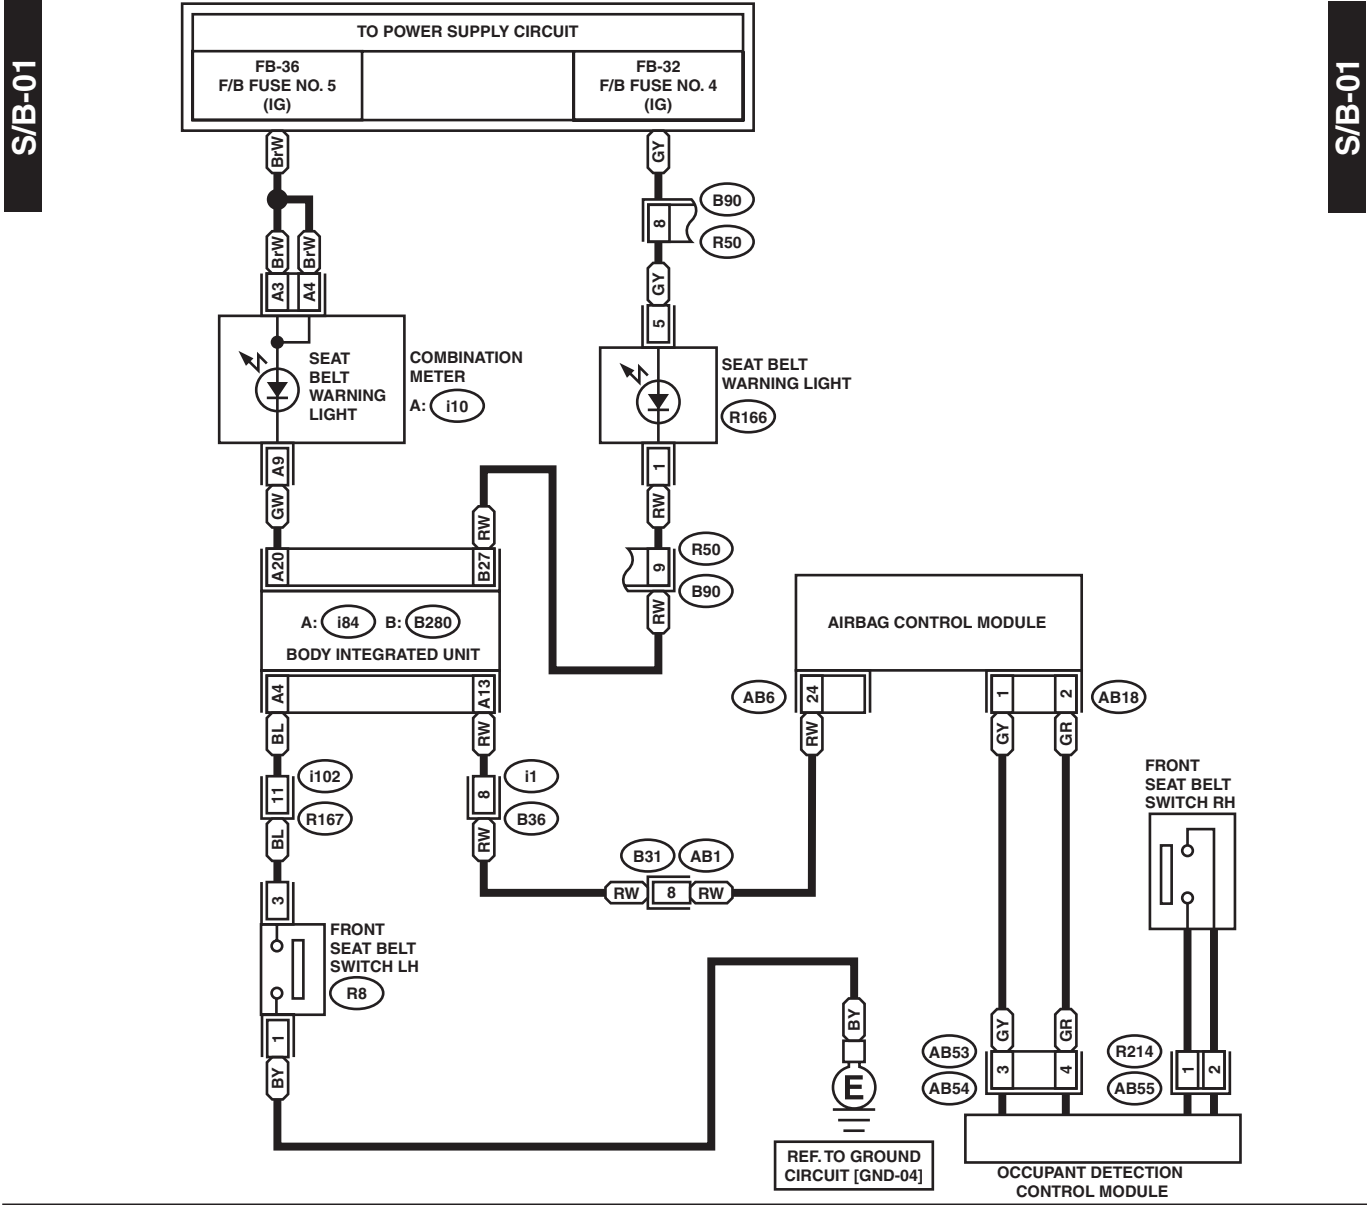 S/B-01
S/B-01
TO POWER SUPPLY CIRCUIT
FB-36
F/B FUSE NO. 5
(IG)
FB-32
F/B FUSE NO. 4
(IG)
BrW
GY
B90
8
R50
BrW
BrW
GY
A3
A4
5
SEAT
BELT
WARNING
LIGHT
COMBINATION
METER
A: i10
SEAT BELT
WARNING LIGHT
R166
A9
1
GW
RW
RW
A20
B27
R50
9
B90
RW
A: i84 B: B280
BODY INTEGRATED UNIT
AIRBAG CONTROL MODULE
A4
A13
AB6
24
1
2
AB18
BL
RW
RW
GY
GR
i102
11
R167
i1
8
B36
BL
RW
FRONT
SEAT BELT
SWITCH RH
B31 AB1
RW 8 RW
3
FRONT
SEAT BELT
SWITCH LH
R8
1
BY
BY
E
REF. TO GROUND
CIRCUIT [GND-04]
GY
GR
AB53
3
4
AB54
R214
1
2
AB55
OCCUPANT DETECTION
CONTROL MODULE